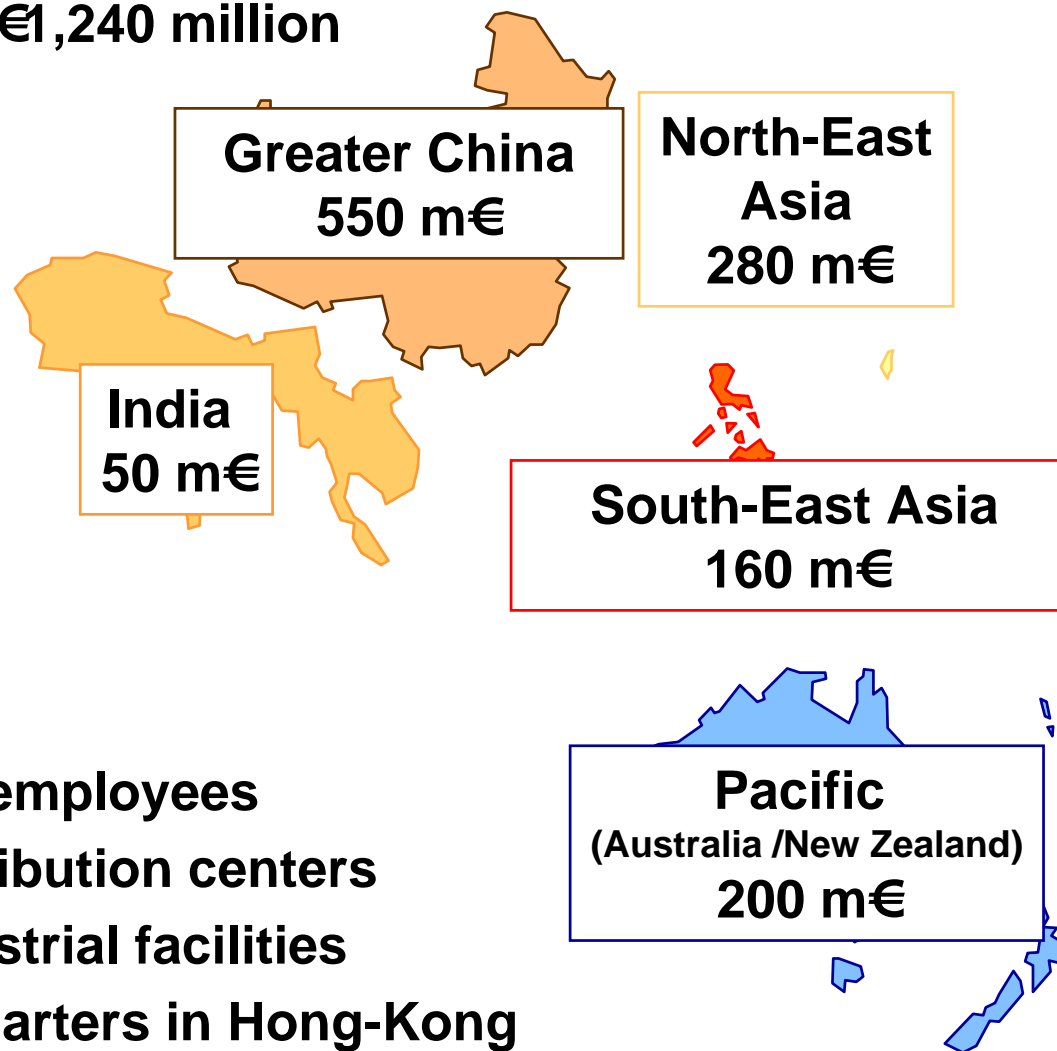 €1,240 million
Greater China
550 m€
North-East
Asia
280 m€
India
50 m€
South-East Asia
160 m€
Pacific
(Australia /New Zealand)
200 m€
employees
ribution centers
strial facilities
arters in Hong-Kong